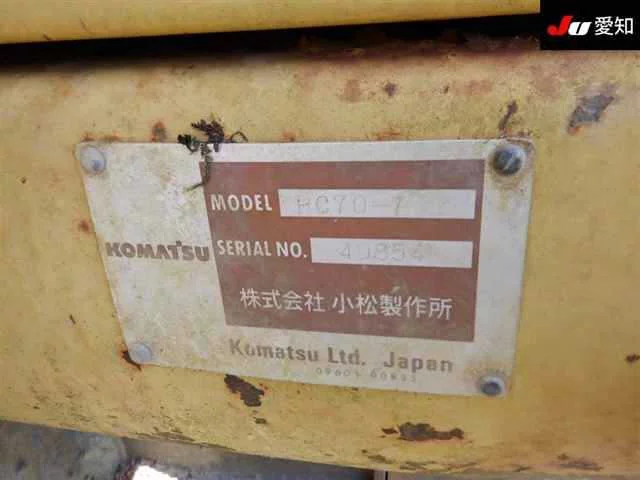 JU 愛知
MODEL PC70-7
KOMATSU SERIAL NO. 40854
株式会社 小松製作所
Komatsu Ltd. Japan